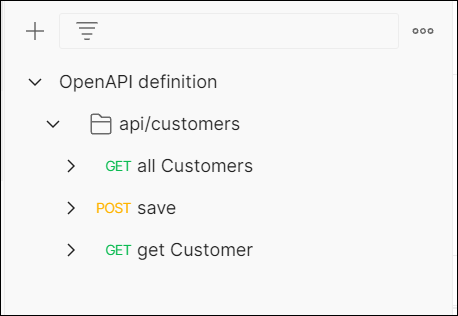 OpenAPI definition
api/customers
GET all Customers
POST save
GET get Customer